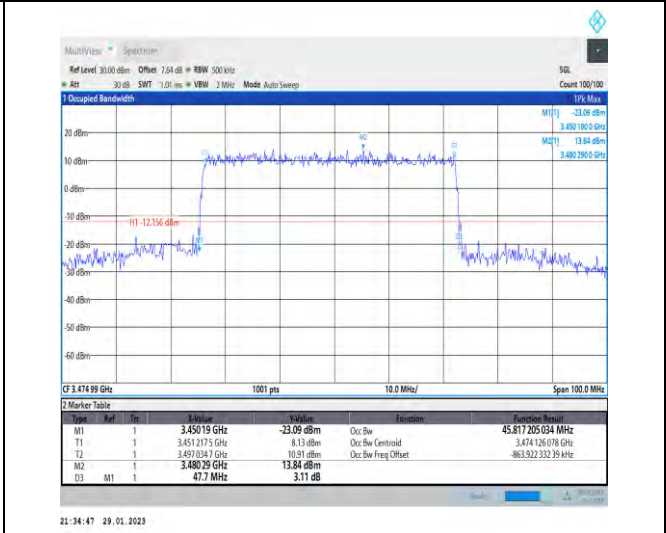 MultiView Spectrum
Ref Level 30.00 dBm Offset 7.64 dB RBW 500 kHz SGL
Att 30 dB SWT 1.01 ms VBW 2 MHz Mode Auto Sweep Count 100/100
1 Occupied Bandwidth 1Pk Max
M1[1] -23.09 dBm
3.450 190 0 GHz
20 dBm
M2
M2[1] 13.84 dBm
3.480 290 0 GHz
10 dBm
0 dBm
-10 dBm
H1 -12.156 dBm
-20 dBm
-30 dBm
-40 dBm
-50 dBm
-60 dBm
CF 3.474 99 GHz 1001 pts 10.0 MHz/ Span 100.0 MHz
2 Marker Table
Type Ref Trc X-Value Y-Value Function Function Result
M1 1 3.45019 GHz -23.09 dBm Occ Bw 45.817 205 034 MHz
T1 1 3.451 2175 GHz 8.13 dBm Occ Bw Centroid 3.474 126 078 GHz
T2 1 3.497 0347 GHz 10.91 dBm Occ Bw Freq Offset -863.922 332 39 kHz
M2 1 3.48029 GHz 13.84 dBm
D3 M1 1 47.7 MHz 3.11 dB
21:34:47 29.01.2023